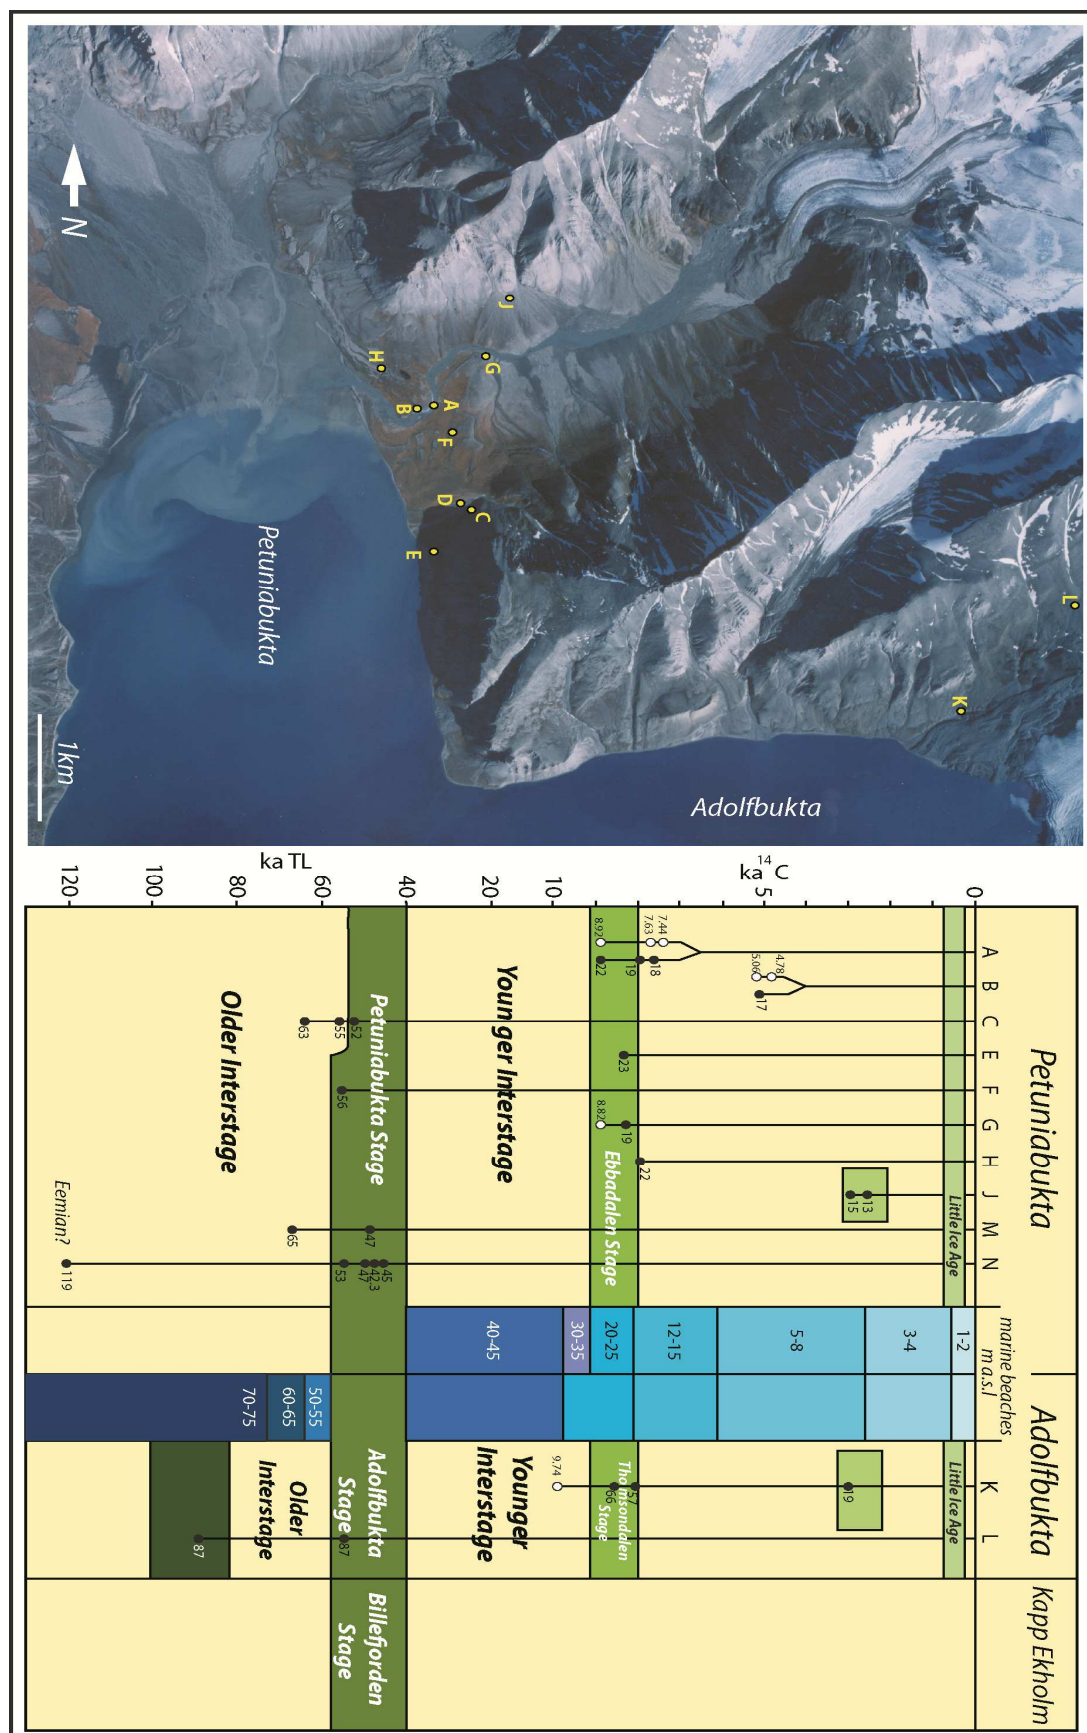 N
J
H
G
B
A
F
D
C
E
L
K
Petuniabukta
Adolfbukta
1km
Petuniabukta
Adolfbukta
Kapp Ekholm
A
B
C
E
F
G
H
J
M
N
marine beaches
m a.s.l
K
L
0
5
10
20
40
60
80
100
120
ka 14C
ka TL
Little Ice Age
Little Ice Age
1-2
3-4
5-8
12-15
20-25
30-35
40-45
50-55
60-65
70-75
8.92
7.63
7.44
22
19
18
5.06
4.78
17
63
55
52
23
56
8.82
19
22
15
13
65
47
119
53
47
42.3
45
9.74
66
57
19
87
87
Ebbadalen Stage
Thomsondalen
Stage
Younger Interstage
Younger
Interstage
Petuniabukta Stage
Adolfbukta
Stage
Billefjorden
Stage
Older Interstage
Older
Interstage
Eemian?